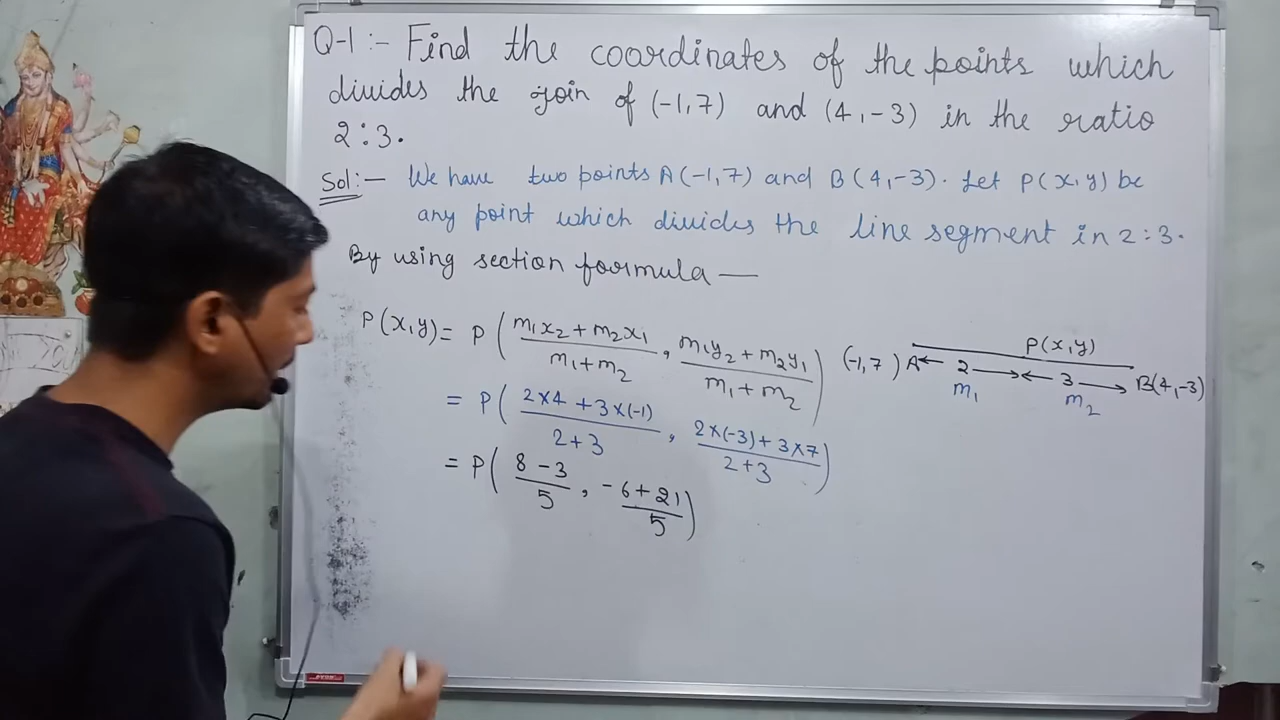 Q-1 :- Find the coordinates of the points which
divides the join of (-1,7) and (4,-3) in the ratio
2:3.
Sol:- We have two points A(-1,7) and B(4,-3). Let P(x,y) be
any point which divides the line segment in 2:3.
By using section formula —
P(x,y) = P( (m₁x₂ + m₂x₁)/(m₁+m₂), (m₁y₂ + m₂y₁)/(m₁+m₂) )
P(x,y)
(-1,7) A ← 2 → ← 3 → B(4,-3)
m₁ m₂
= P( (2×4 + 3×(-1))/(2+3), (2×(-3) + 3×7)/(2+3) )
= P( (8-3)/5, (-6+21)/5 )